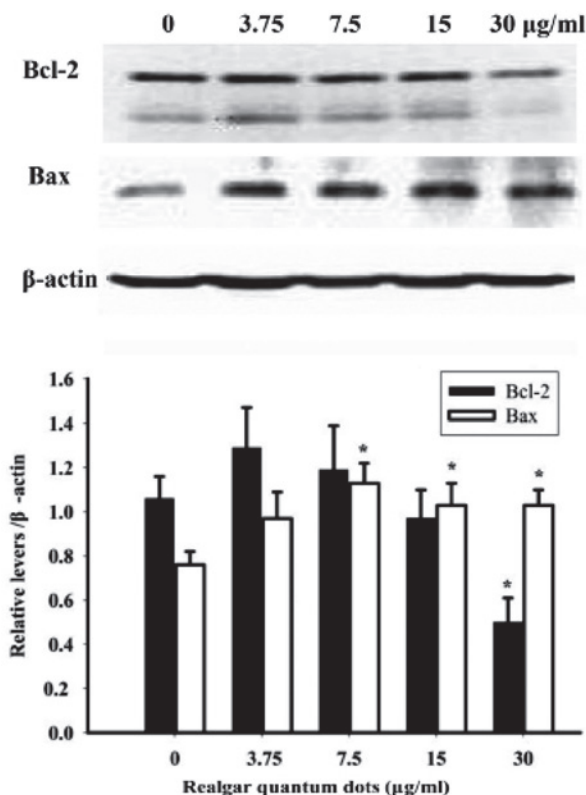 0 3.75 7.5 15 30 μg/ml
Bcl-2
Bax
β-actin
1.6
1.4
1.2
1.0
0.8
0.6
0.4
0.2
0.0
Relative levers /β -actin
Bcl-2
Bax
* * *
*
0 3.75 7.5 15 30
Realgar quantum dots (μg/ml)